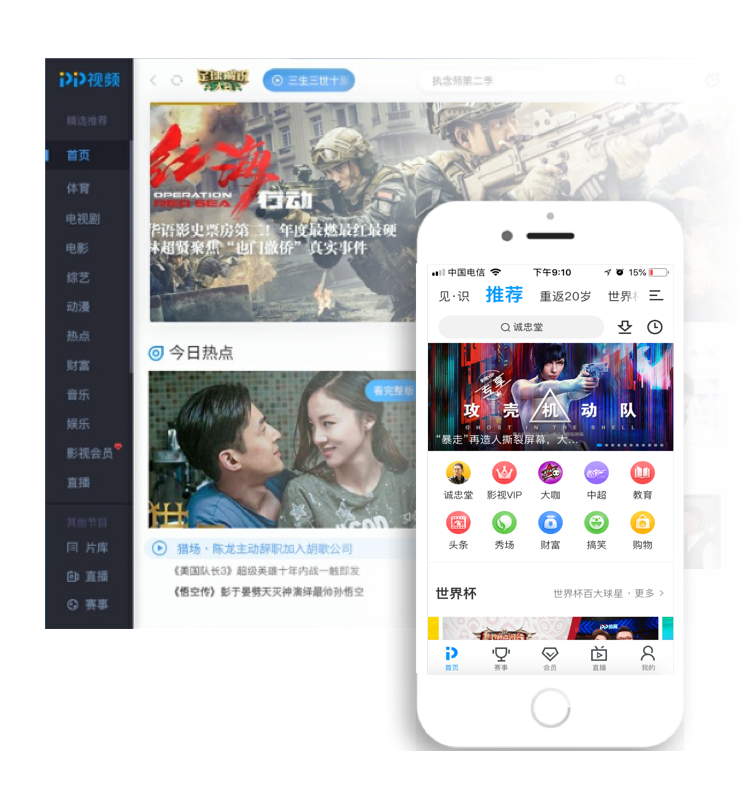 PP视频
精选推荐
首页
体育
电视剧
电影
综艺
动漫
热点
财富
音乐
娱乐
影视会员
直播
其他节目
片库
直播
赛事
三生三世十
执念师第二季
红海
OPERATION
RED SEA
行动
华语影史票房第二！年度最燃最红最硬
林超贤聚焦“也门撤侨”真实事件
今日热点
看完整版
猎场·陈龙主动辞职加入胡歌公司
《美国队长3》超级英雄十年内战一触即发
《悟空传》彭于晏劈天灭神演绎最帅孙悟空
中国电信
下午9:10
15%
见·识
推荐
重返20岁
世界杯
诚忠堂
专享
攻壳机动队
GHOST IN THE SHELL
“暴走”再造人撕裂屏幕，大...
诚忠堂
影视VIP
大咖
中超
教育
头条
秀场
财富
搞笑
购物
世界杯
世界杯百大球星·更多
PP视频
首页
赛事
会员
直播
我的